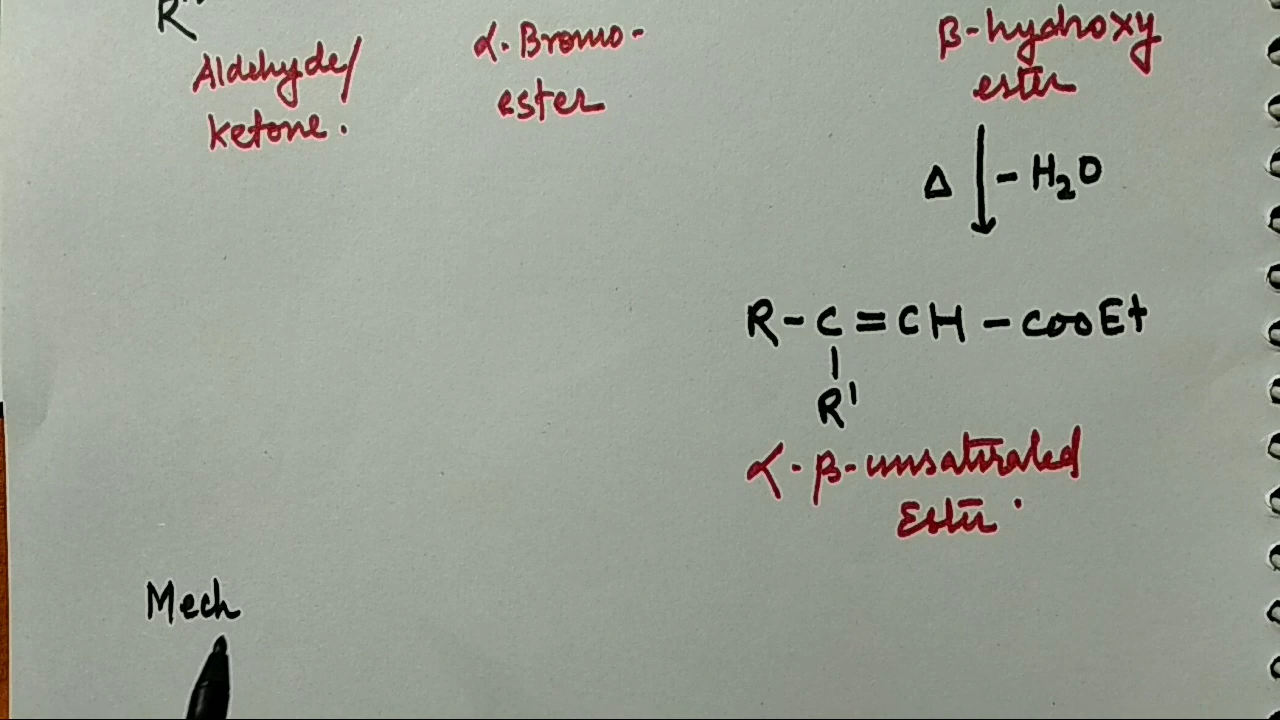 R
Aldehyde/
ketone.
α-Bromo-
ester
β-hydroxy
ester
Δ -H₂O
R-C=CH-COOEt
R'
α-β-unsaturated
Ester.
Mech